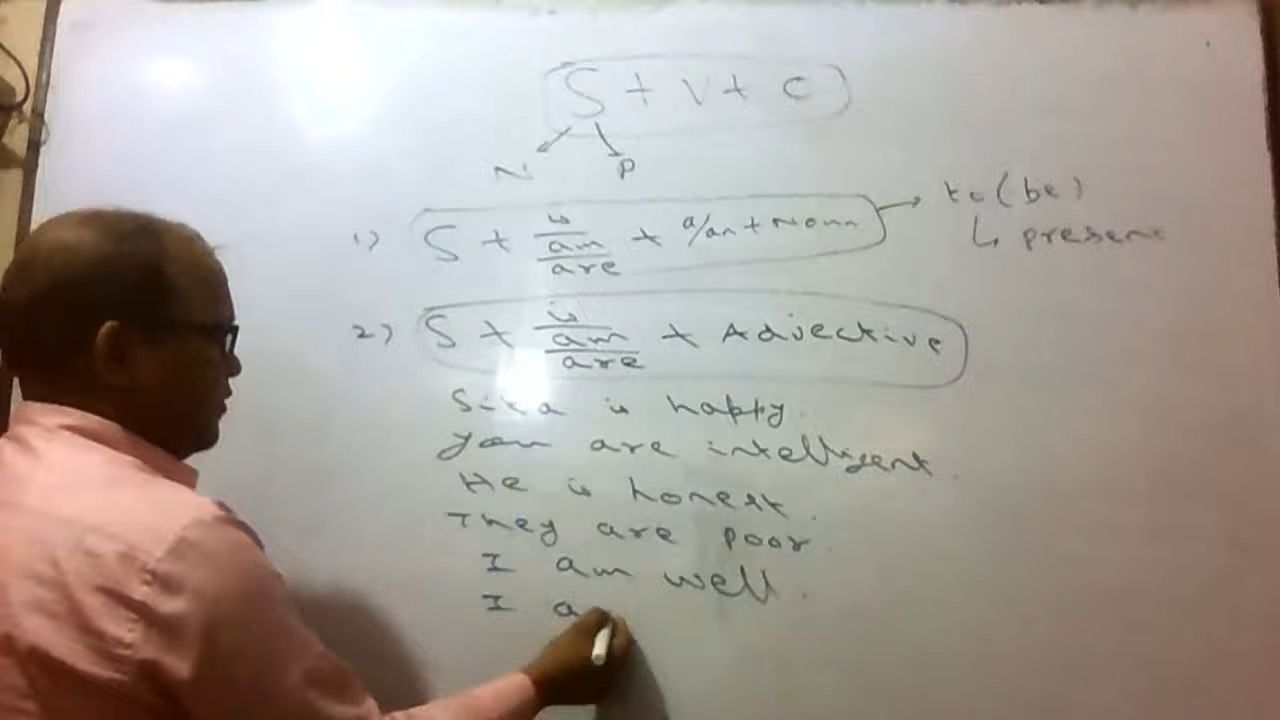 S + V + C
N P
1) S + is/am/are + a/an + Noun → to (be)
↳ present
2) S + is/am/are + Adjective
Sita is happy.
you are intelligent.
He is honest.
They are poor.
I am well.
I a